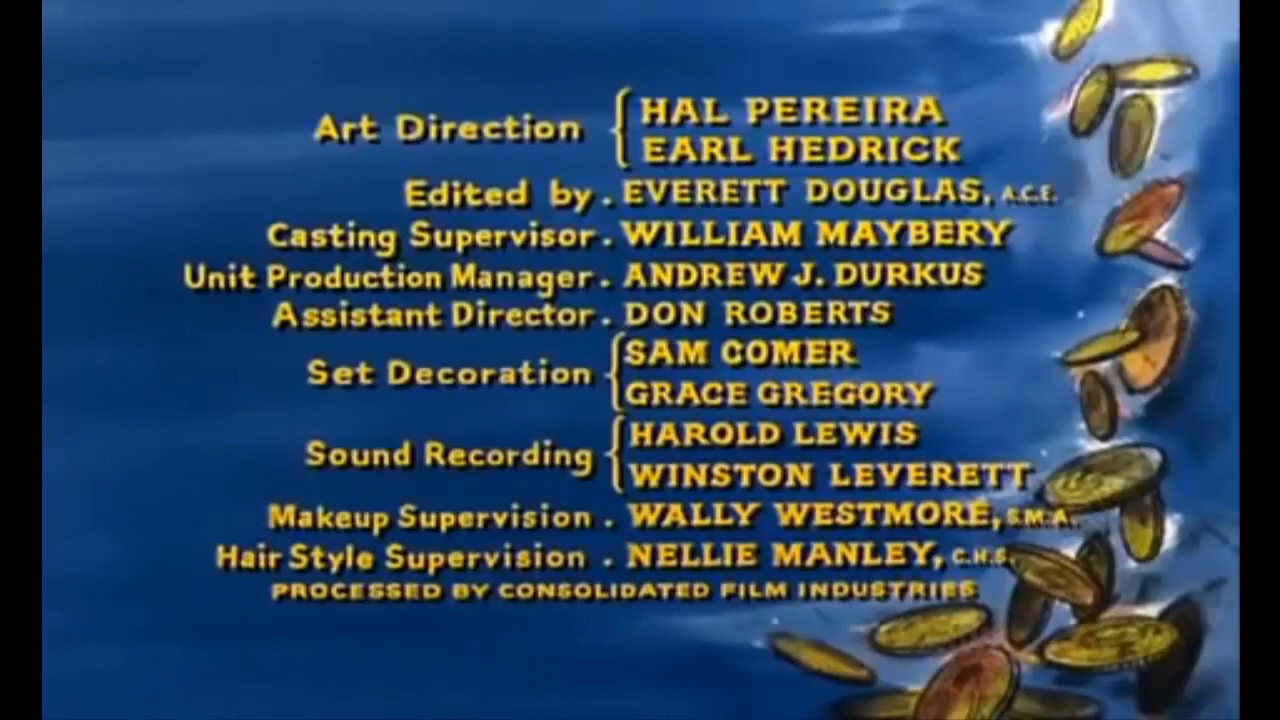 Art Direction { HAL PEREIRA
EARL HEDRICK
Edited by . EVERETT DOUGLAS, A.C.E.
Casting Supervisor . WILLIAM MAYBERY
Unit Production Manager . ANDREW J. DURKUS
Assistant Director . DON ROBERTS
Set Decoration { SAM COMER
GRACE GREGORY
Sound Recording { HAROLD LEWIS
WINSTON LEVERETT
Makeup Supervision . WALLY WESTMORE, S.M.A.
Hair Style Supervision . NELLIE MANLEY, C.H.S.
PROCESSED BY CONSOLIDATED FILM INDUSTRIES